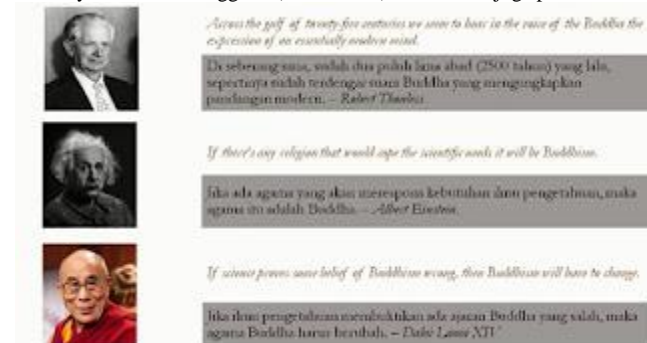 Across the gulf of twenty-five centuries we seem to hear in the voice of the Buddha the
expression of an essentially modern mind.
Di seberang sana, sudah dua puluh lima abad (2500 tahun) yang lalu,
sepertinya sudah terdengar suara Buddha yang mengungkapkan
pandangan modern. – Robert Thouless
If there's any religion that would cope the scientific needs it will be Buddhism.
Jika ada agama yang akan merespons kebutuhan ilmu pengetahuan, maka
agama itu adalah Buddha. – Albert Einstein
If science proves some belief of Buddhism wrong, then Buddhism will have to change.
Jika ilmu pengetahuan membuktikan ada ajaran Buddha yang salah, maka
agama Buddha harus berubah. – Dalai Lama XIV